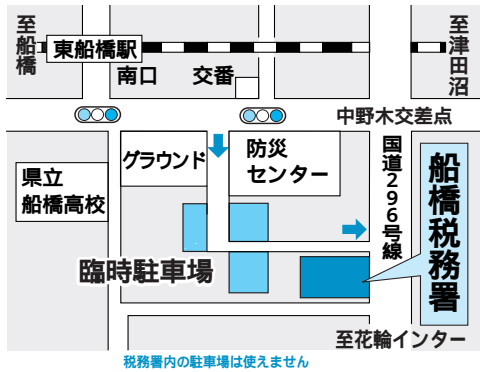 至船橋
東船橋駅
至津田沼
南口
交番
中野木交差点
グラウンド
防災
センター
国道296号線
船橋税務署
県立
船橋高校
臨時駐車場
至花輪インター
税務署内の駐車場は使えません